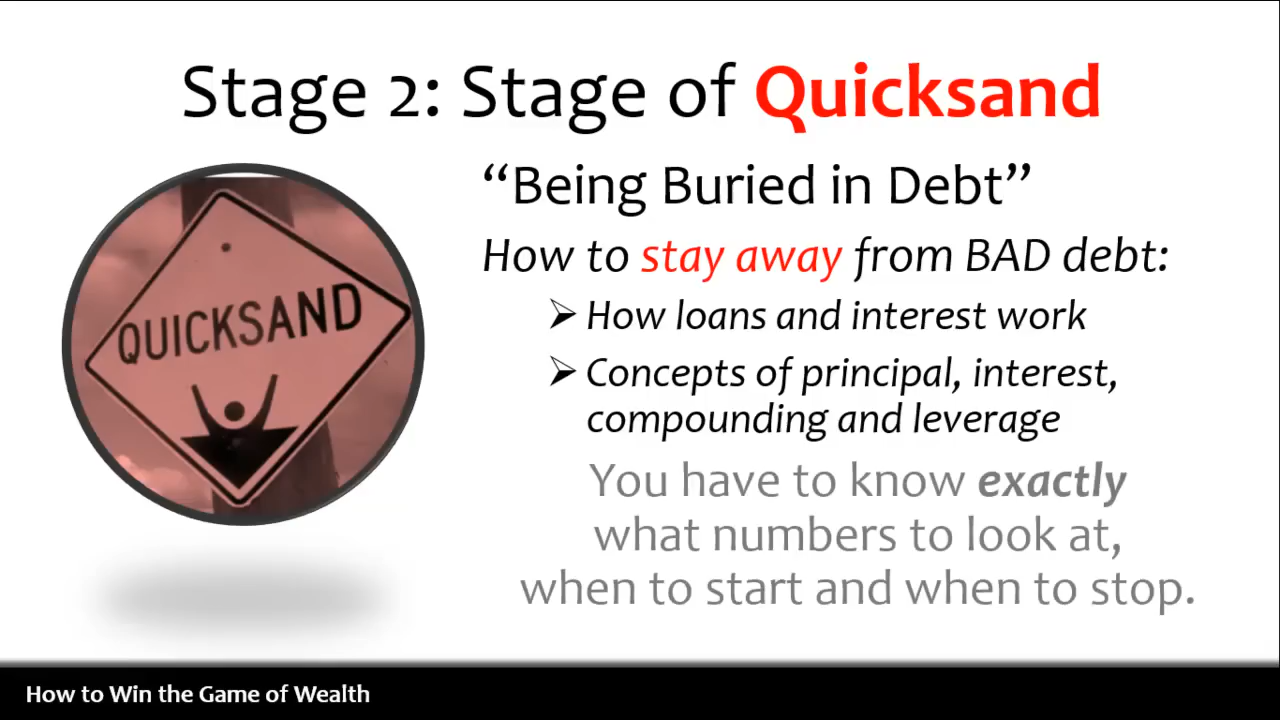 Stage 2: Stage of Quicksand
QUICKSAND
“Being Buried in Debt”
How to stay away from BAD debt:
➢ How loans and interest work
➢ Concepts of principal, interest,
compounding and leverage
You have to know exactly
what numbers to look at,
when to start and when to stop.
How to Win the Game of Wealth